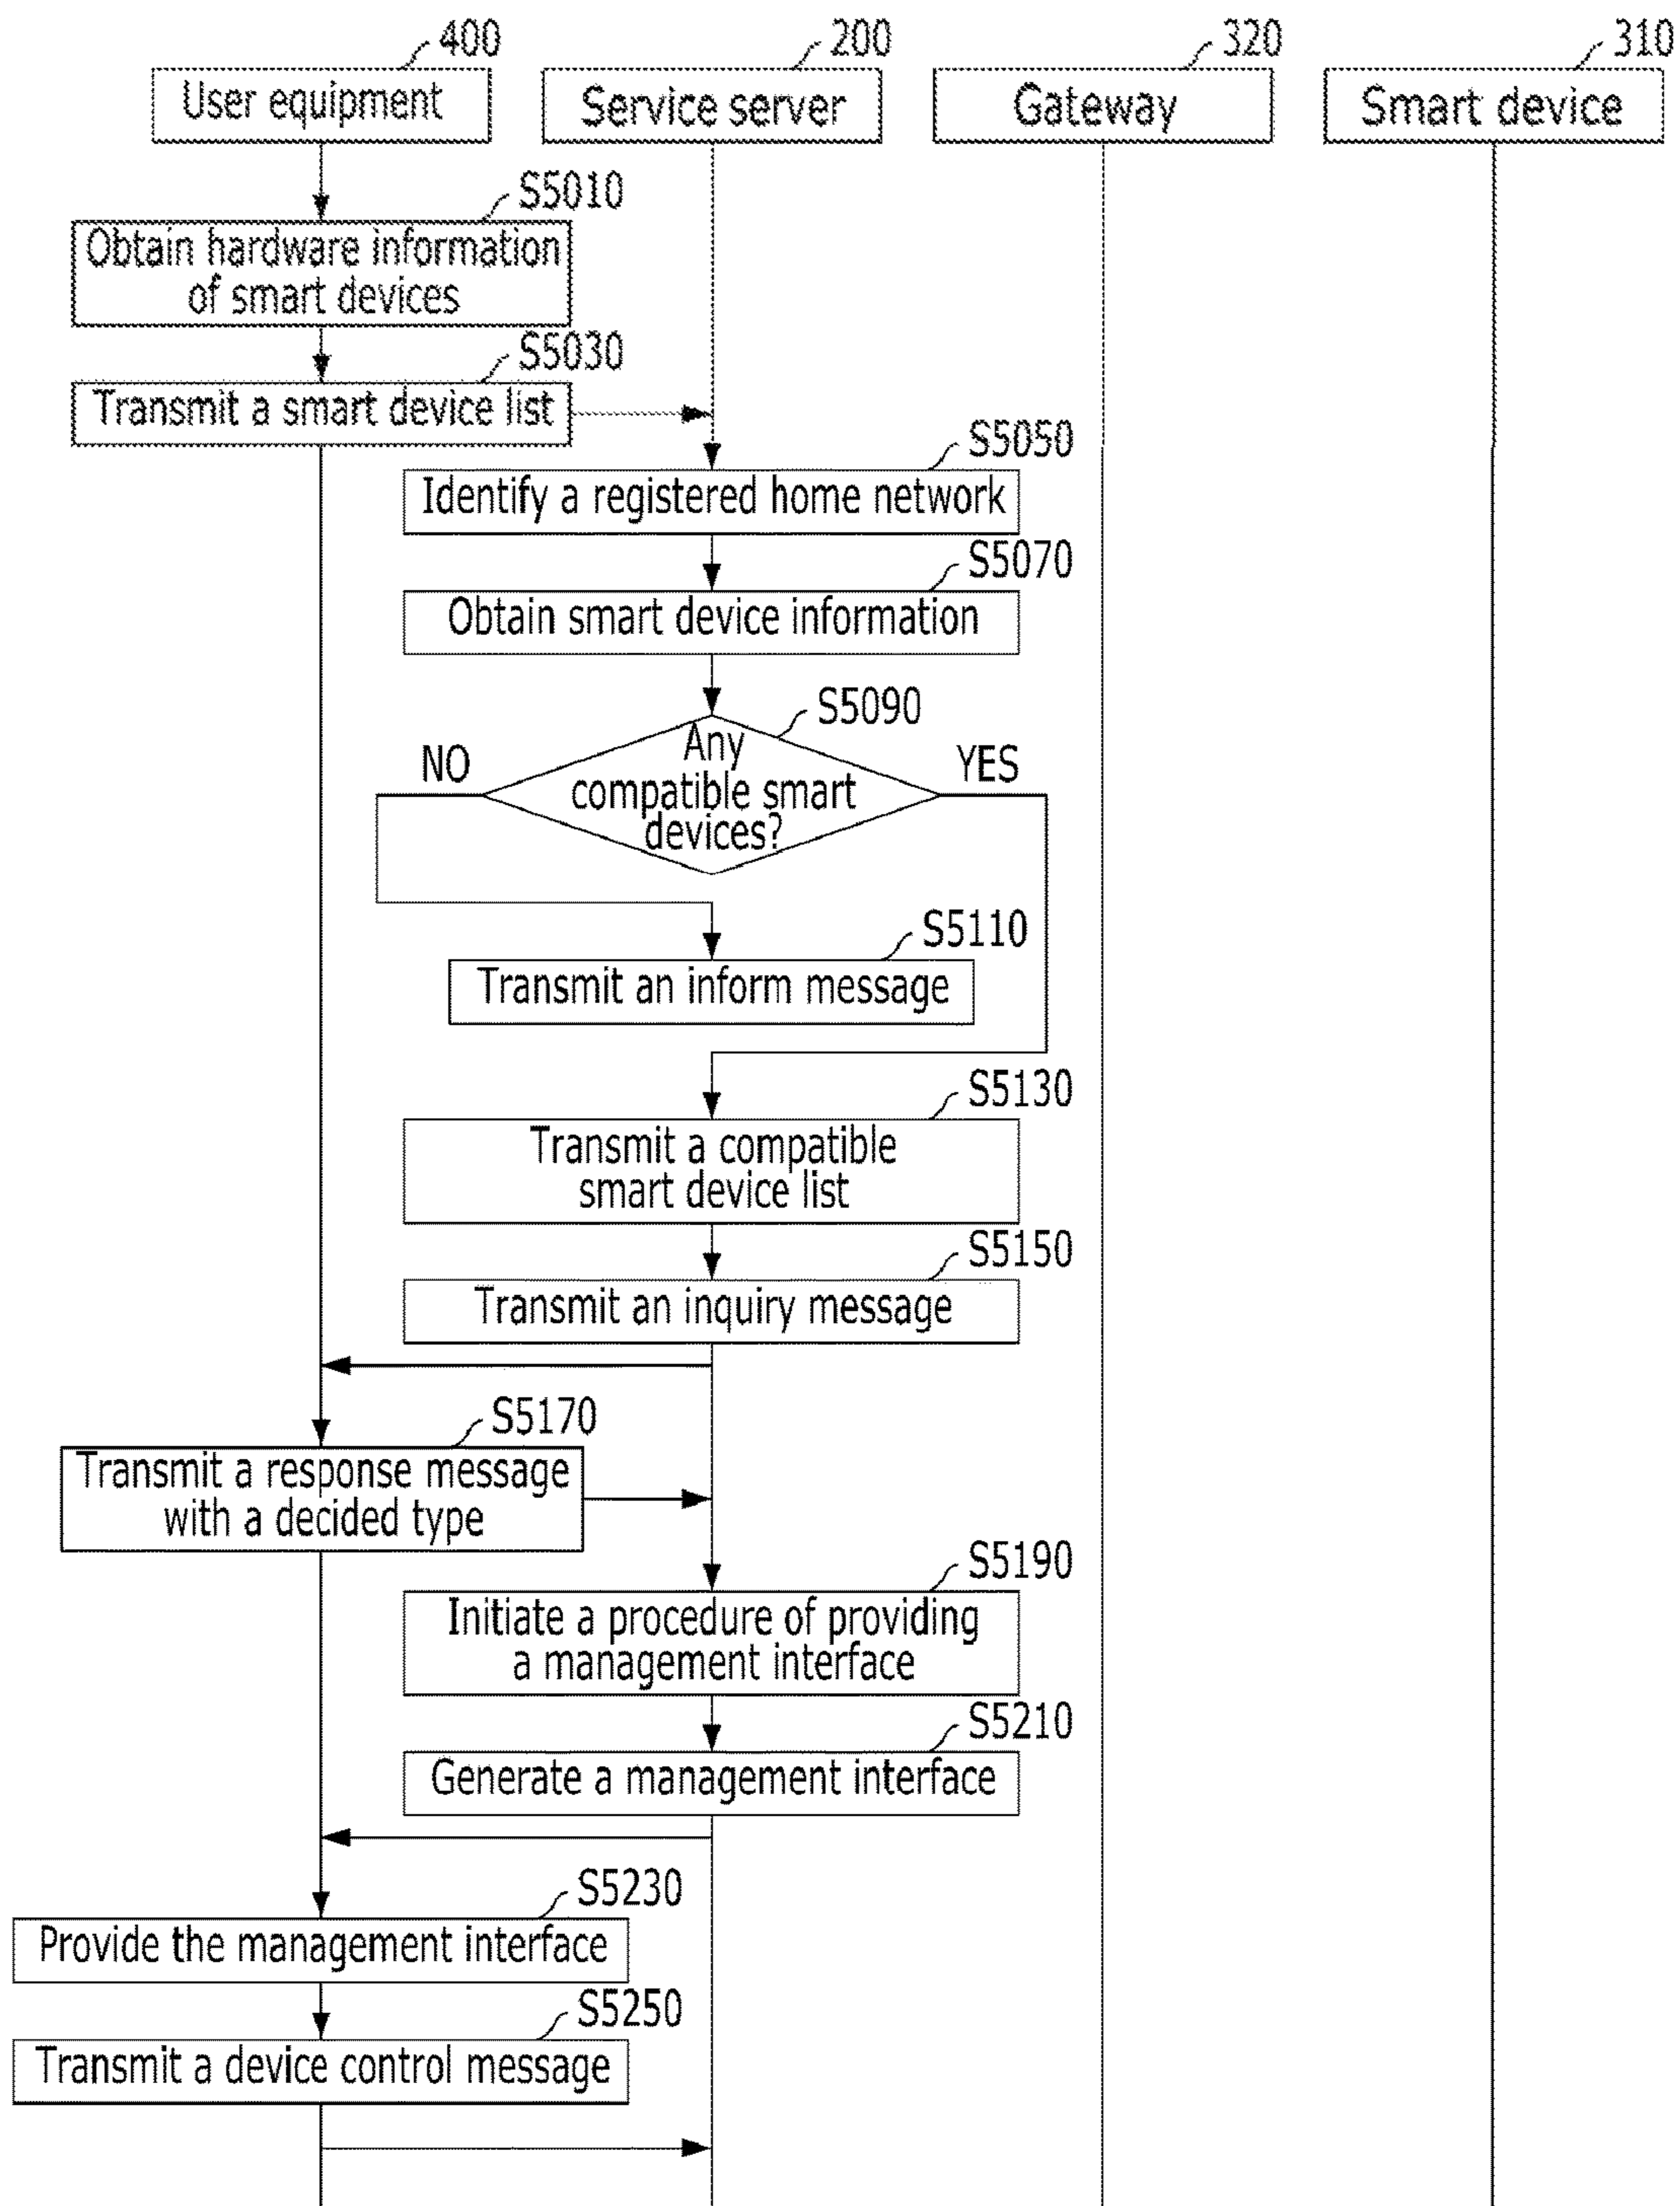 400
200
320
310
User equipment
Service server
Gateway
Smart device
S5010
Obtain hardware information
of smart devices
S5030
Transmit a smart device list
S5050
Identify a registered home network
S5070
Obtain smart device information
S5090
NO
Any
YES
compatible smart
devices?
S5110
Transmit an inform message
S5130
Transmit a compatible
smart device list
S5150
Transmit an inquiry message
S5170
Transmit a response message
with a decided type
S5190
Initiate a procedure of providing
a management interface
S5210
Generate a management interface
S5230
Provide the management interface
S5250
Transmit a device control message